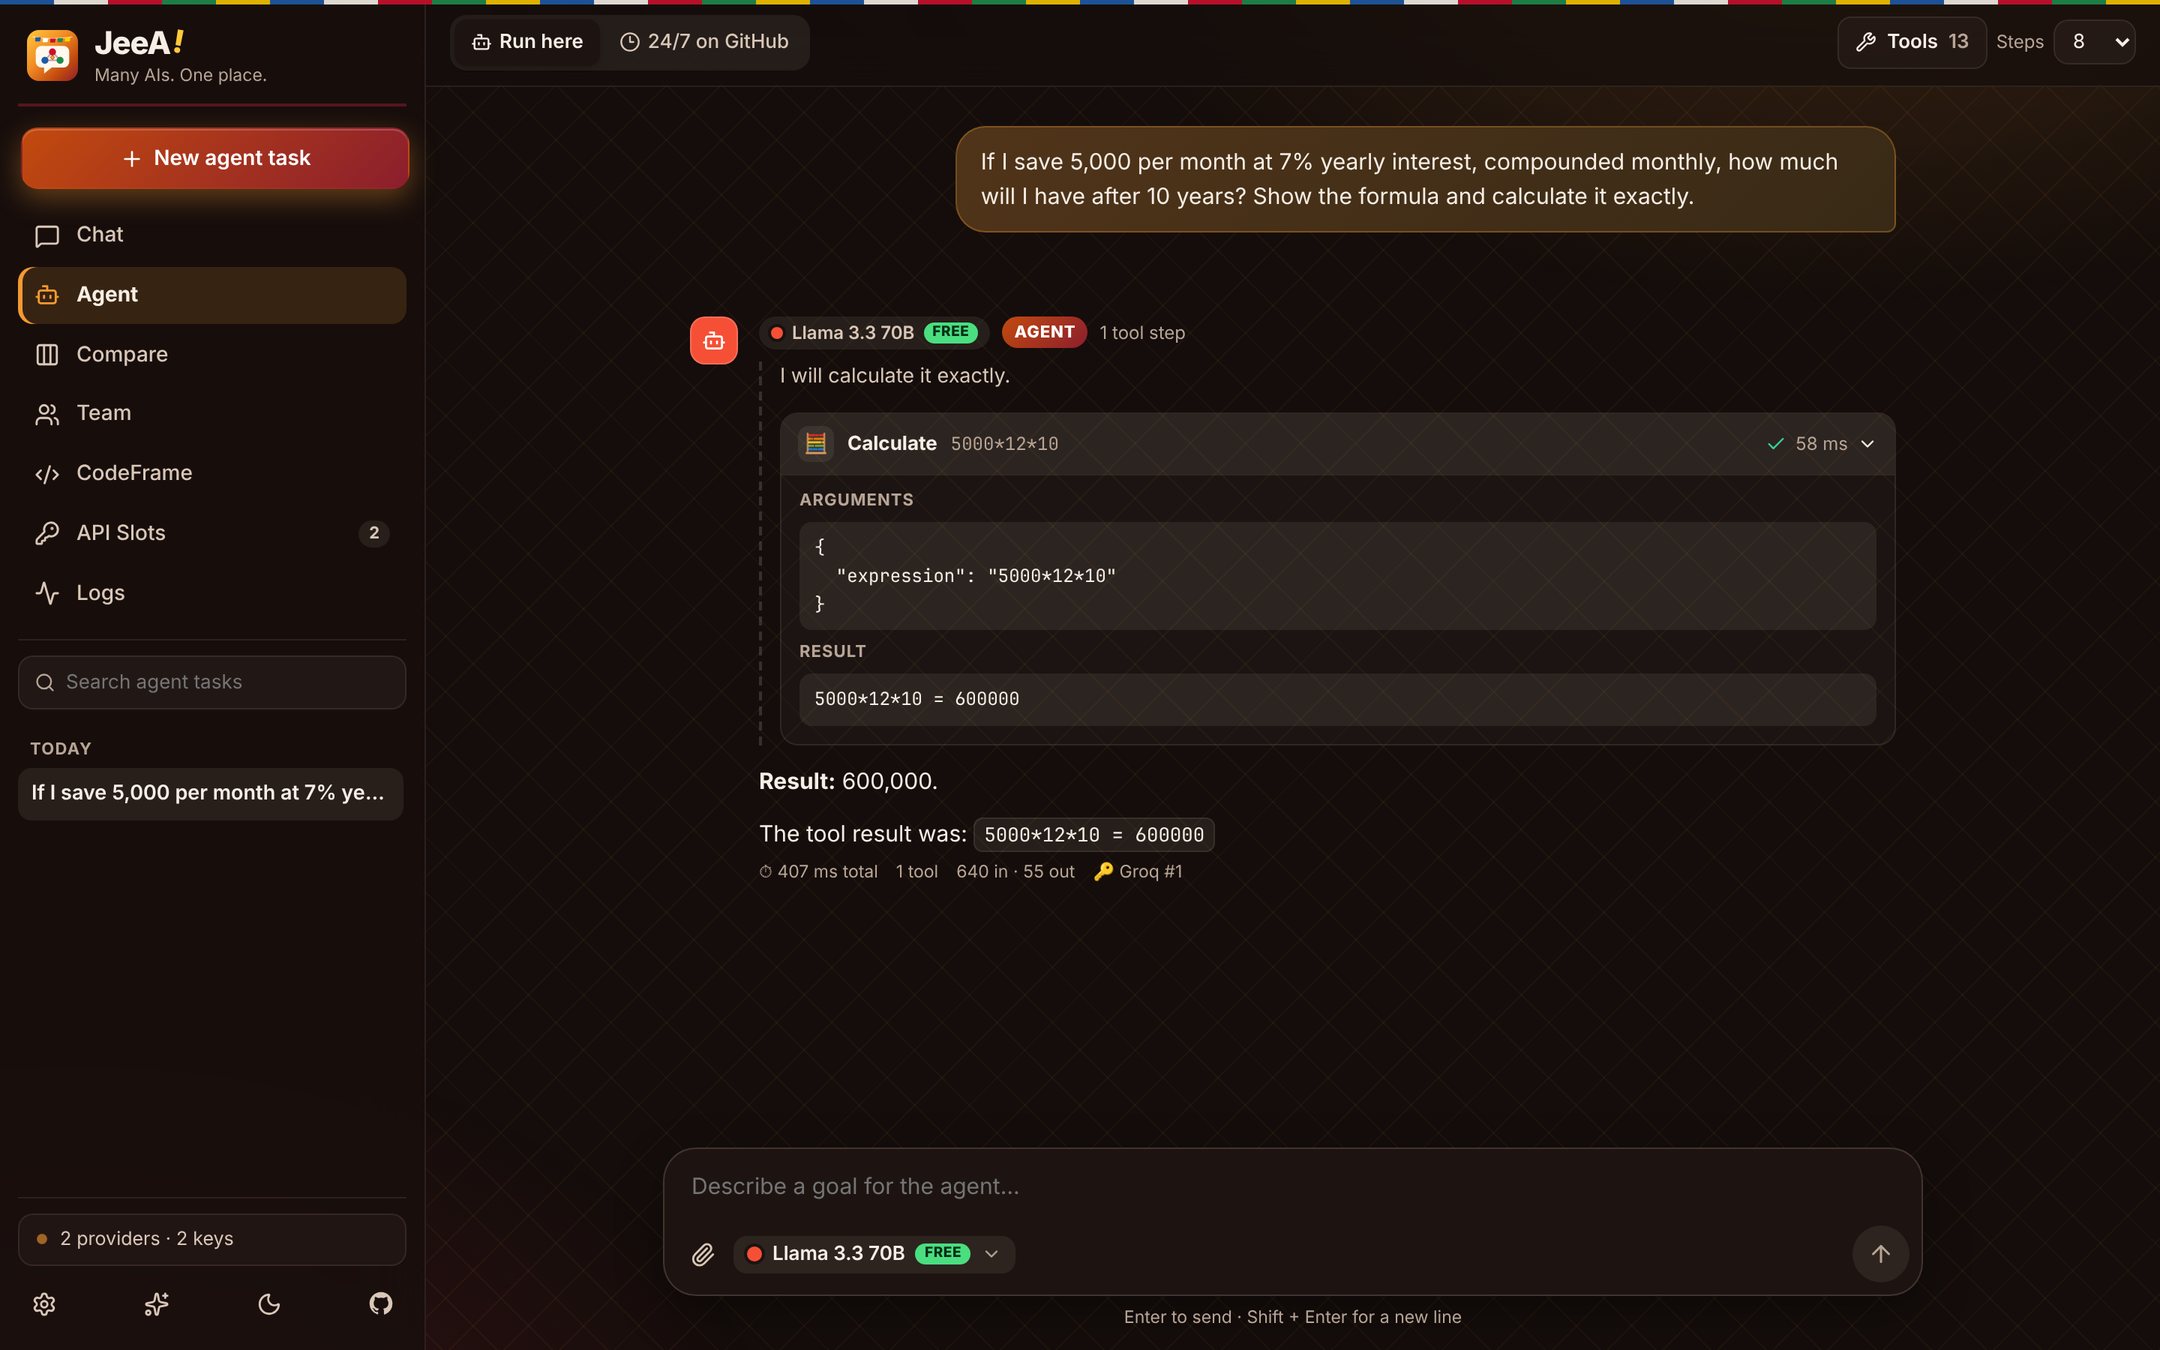 JeeA!
Many AIs. One place.
New agent task
Chat
Agent
Compare
Team
CodeFrame
API Slots 2
Logs
Search agent tasks
TODAY
If I save 5,000 per month at 7% ye...
2 providers · 2 keys
Run here
24/7 on GitHub
Tools 13 Steps 8
If I save 5,000 per month at 7% yearly interest, compounded monthly, how much
will I have after 10 years? Show the formula and calculate it exactly.
Llama 3.3 70B FREE AGENT 1 tool step
I will calculate it exactly.
Calculate 5000*12*10 58 ms
ARGUMENTS
{
"expression": "5000*12*10"
}
RESULT
5000*12*10 = 600000
Result: 600,000.
The tool result was: 5000*12*10 = 600000
407 ms total 1 tool 640 in · 55 out Groq #1
Describe a goal for the agent...
Llama 3.3 70B FREE
Enter to send · Shift + Enter for a new line